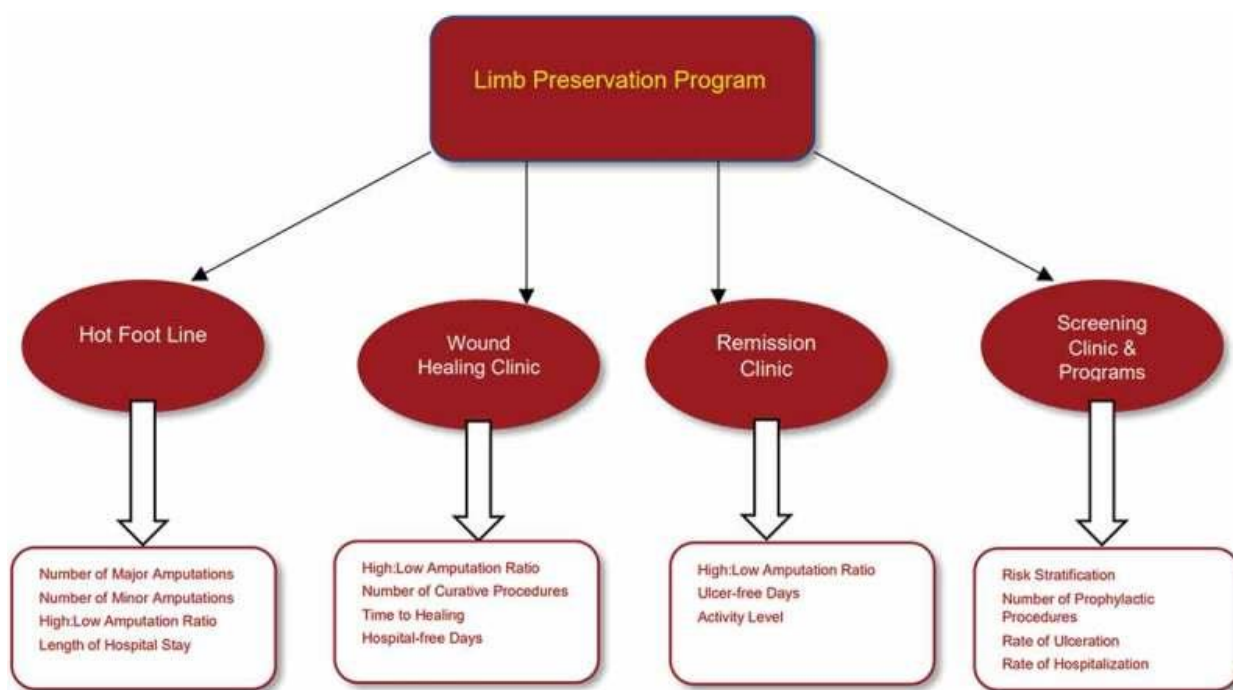 Limb Preservation Program
Hot Foot Line
Wound
Healing Clinic
Remission
Clinic
Screening
Clinic &
Programs
Number of Major Amputations
Number of Minor Amputations
High:Low Amputation Ratio
Length of Hospital Stay
High:Low Amputation Ratio
Number of Curative Procedures
Time to Healing
Hospital-free Days
High:Low Amputation Ratio
Ulcer-free Days
Activity Level
Risk Stratification
Number of Prophylactic
Procedures
Rate of Ulceration
Rate of Hospitalization